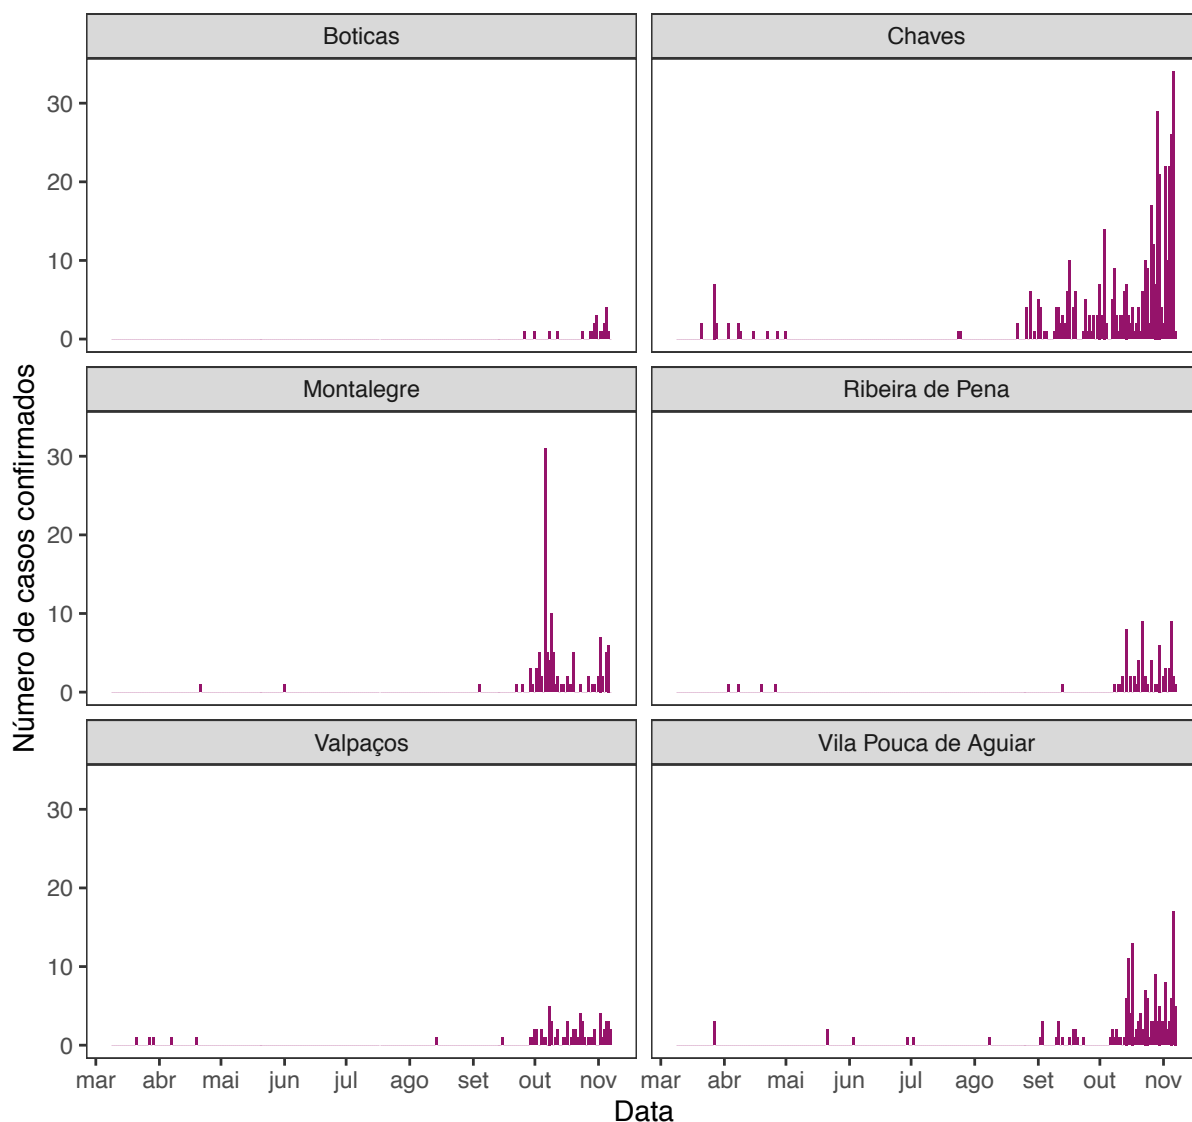 Boticas
Chaves
30
20
10
0
Montalegre
Ribeira de Pena
30
20
10
0
Número de casos confirmados
Valpaços
Vila Pouca de Aguiar
30
20
10
0
mar abr mai jun jul ago set out nov
mar abr mai jun jul ago set out nov
Data